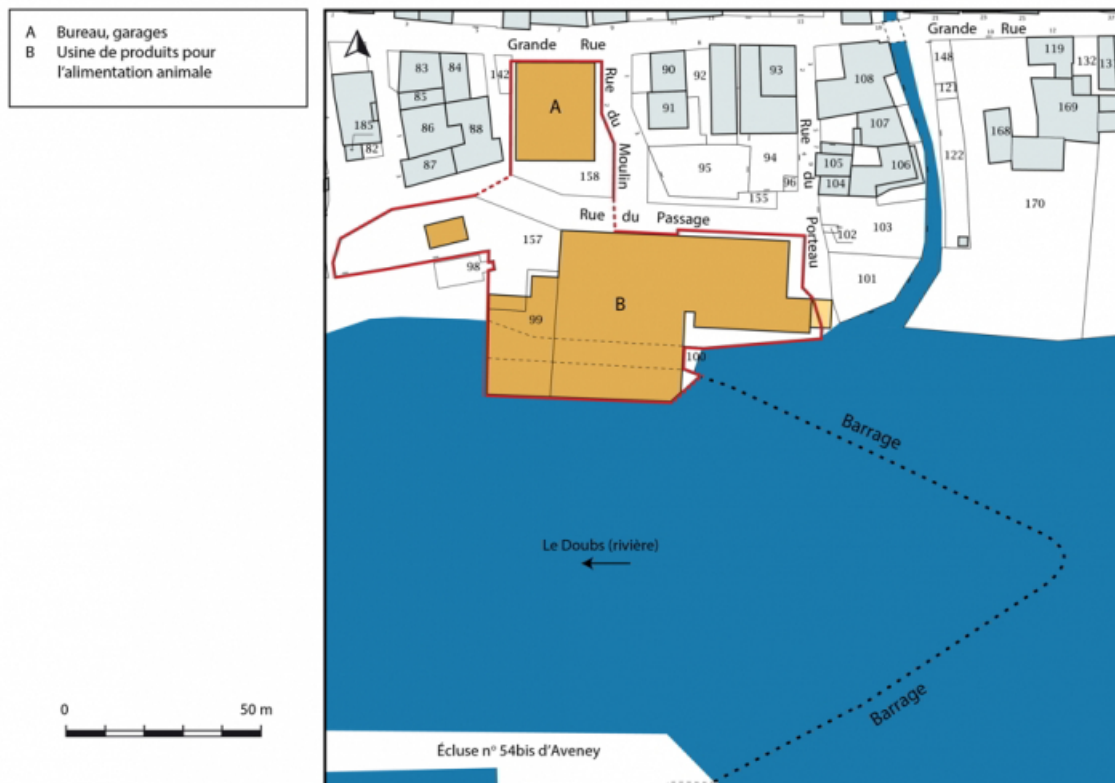 A Bureau, garages
B Usine de produits pour
l'alimentation animale
Grande Rue
Grande Rue
119
132
83
84
142
90
92
93
108
148
121
169
85
A
Rue du Moulin
91
185
82
86
88
107
168
87
95
94
Rue du Porteau
105
106
122
158
96
104
155
170
Rue du Passage
102
103
157
98
101
B
99
100
Barrage
Le Doubs (rivière)
Barrage
0 50 m
Écluse n° 54bis d'Aveney